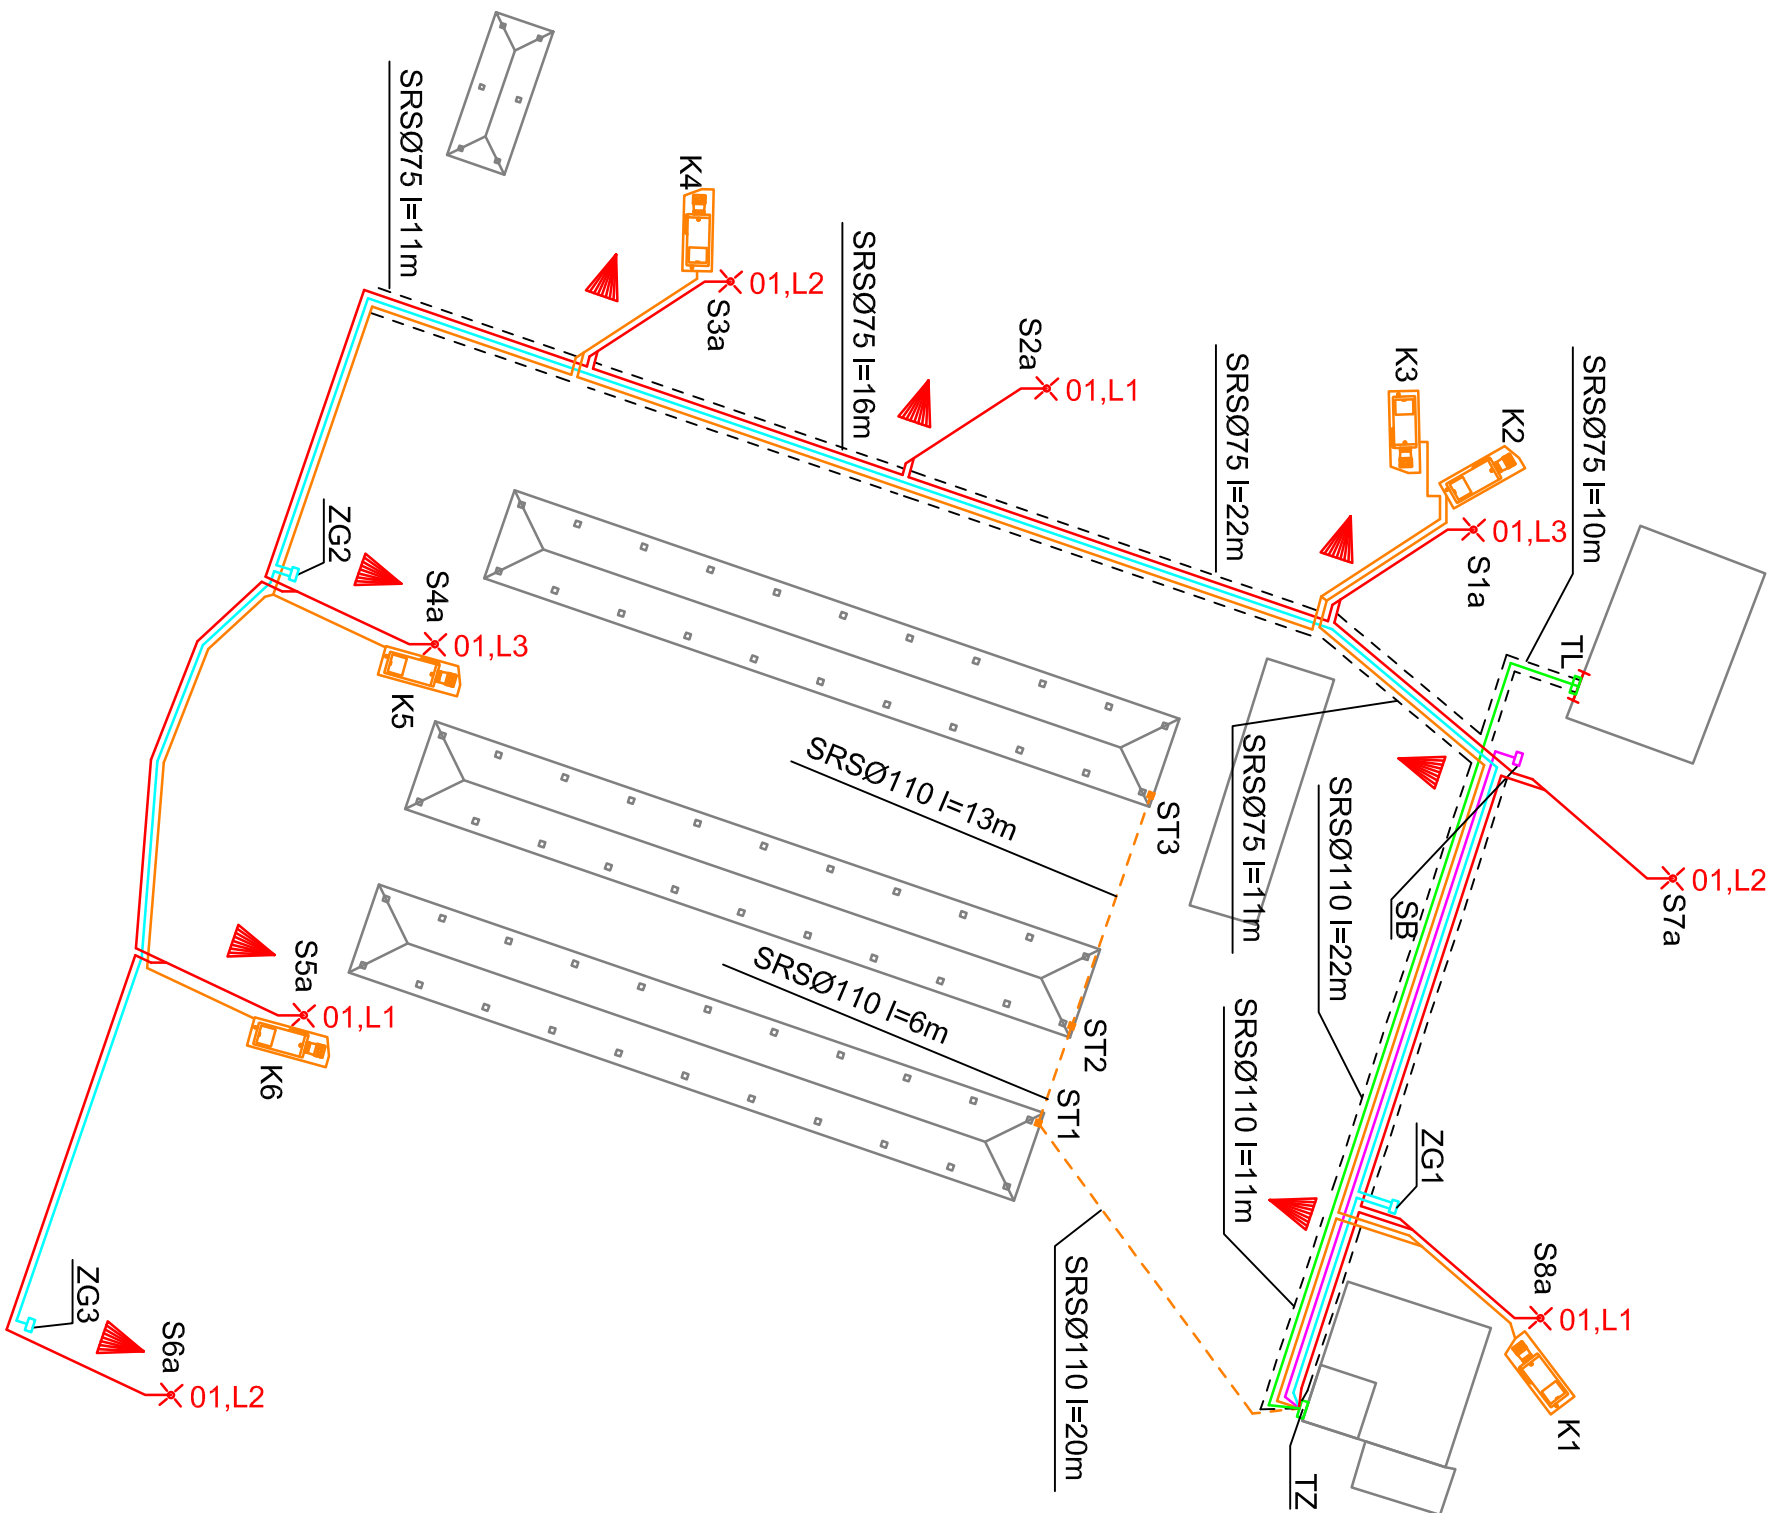 SRSØ75 l=11m
K4
01,L2
S3a
SRSØ75 l=16m
S2a
01,L1
SRSØ75 l=22m
K3
K2
01,L3
S1a
SRSØ75 l=10m
TL
ZG2
S4a
01,L3
K5
SRSØ110 l=13m
ST3
SRSØ75 l=11m
SRSØ110 l=22m
SB
01,L2
S7a
S5a
01,L1
K6
SRSØ110 l=6m
ST2
ST1
SRSØ110 l=11m
ZG1
S8a
01,L1
K1
SRSØ110 l=20m
TZ
ZG3
S6a
01,L2